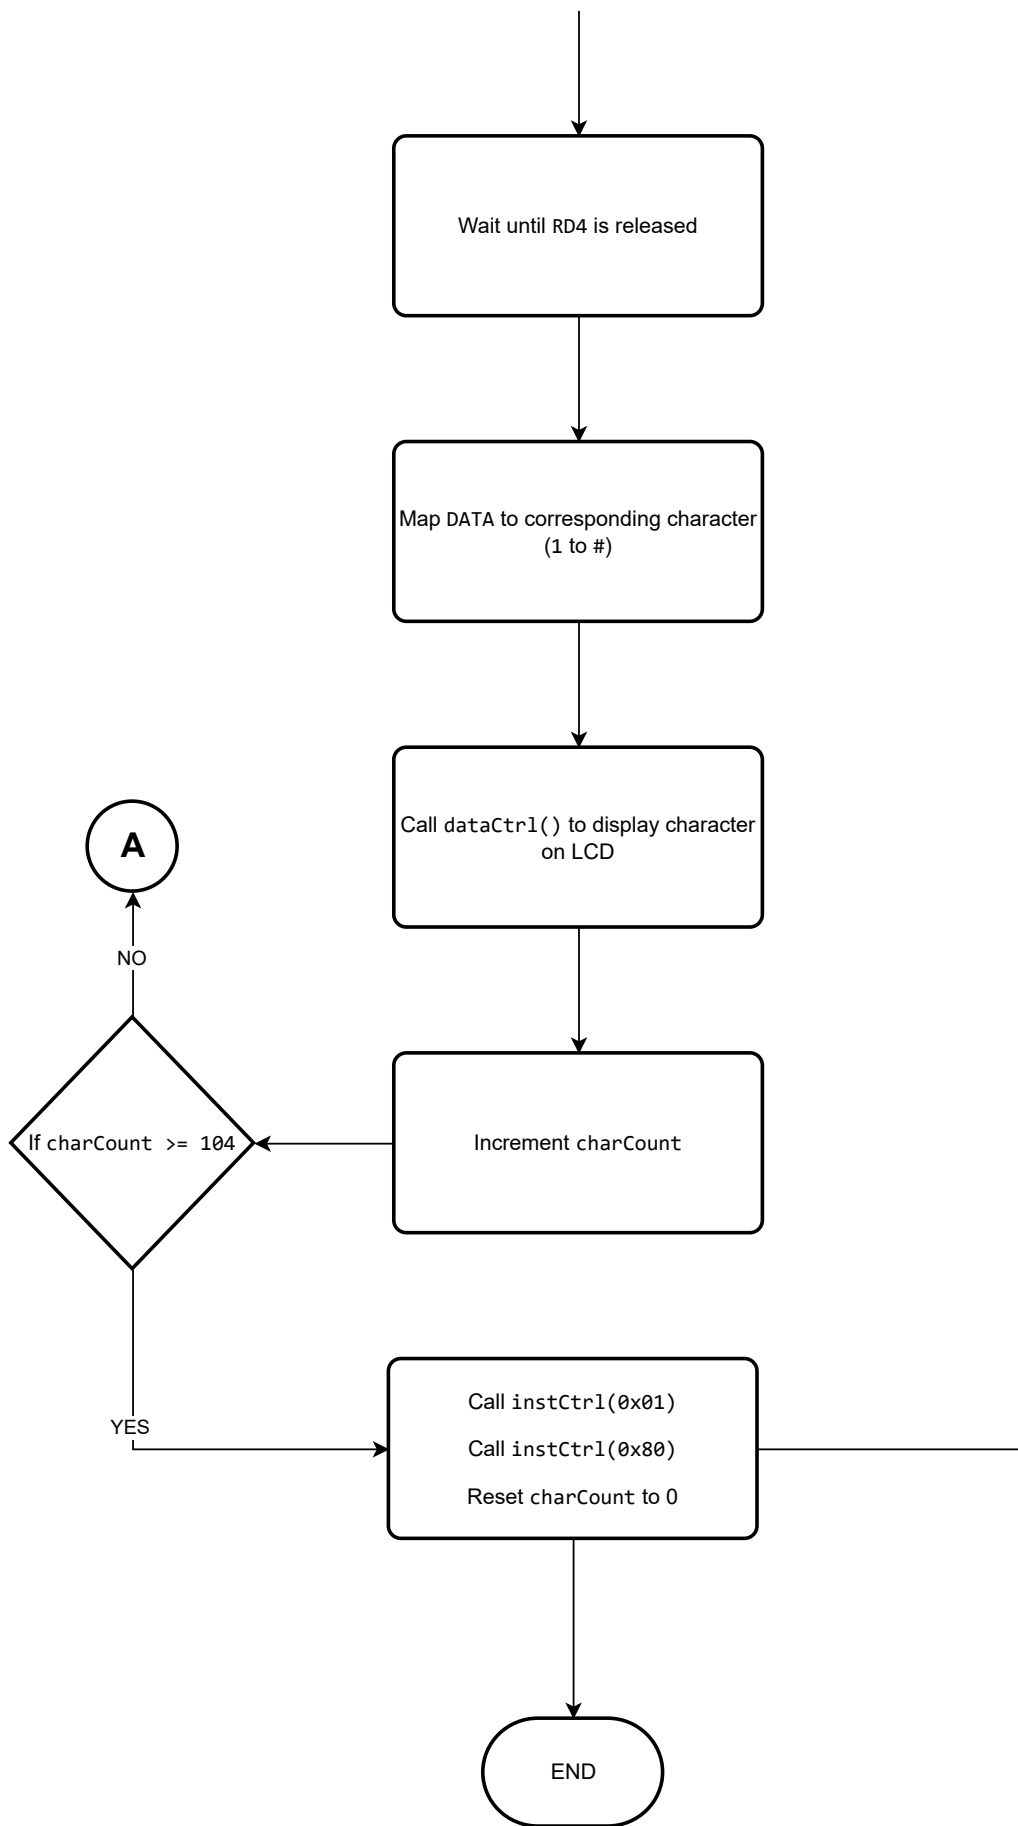 Wait until RD4 is released
Map DATA to corresponding character
(1 to #)
Call dataCtrl() to display character
on LCD
A
NO
If charCount >= 104
Increment charCount
YES
Call instCtrl(0x01)
Call instCtrl(0x80)
Reset charCount to 0
END